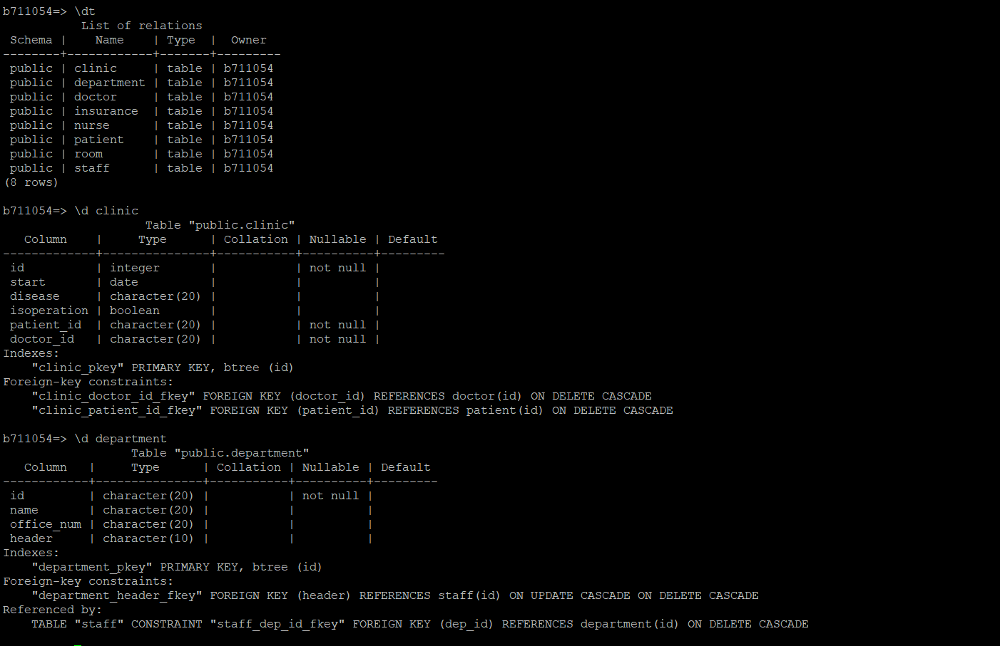 b711054=> \dt
           List of relations
 Schema |    Name    | Type  |  Owner
--------+------------+-------+---------
 public | clinic     | table | b711054
 public | department | table | b711054
 public | doctor     | table | b711054
 public | insurance  | table | b711054
 public | nurse      | table | b711054
 public | patient    | table | b711054
 public | room       | table | b711054
 public | staff      | table | b711054
(8 rows)

b711054=> \d clinic
                    Table "public.clinic"
   Column    |     Type      | Collation | Nullable | Default
-------------+---------------+-----------+----------+---------
 id          | integer       |           | not null |
 start       | date          |           |          |
 disease     | character(20) |           |          |
 isoperation | boolean       |           |          |
 patient_id  | character(20) |           | not null |
 doctor_id   | character(20) |           | not null |
Indexes:
    "clinic_pkey" PRIMARY KEY, btree (id)
Foreign-key constraints:
    "clinic_doctor_id_fkey" FOREIGN KEY (doctor_id) REFERENCES doctor(id) ON DELETE CASCADE
    "clinic_patient_id_fkey" FOREIGN KEY (patient_id) REFERENCES patient(id) ON DELETE CASCADE

b711054=> \d department
                  Table "public.department"
   Column   |     Type      | Collation | Nullable | Default
------------+---------------+-----------+----------+---------
 id         | character(20) |           | not null |
 name       | character(20) |           |          |
 office_num | character(20) |           |          |
 header     | character(10) |           |          |
Indexes:
    "department_pkey" PRIMARY KEY, btree (id)
Foreign-key constraints:
    "department_header_fkey" FOREIGN KEY (header) REFERENCES staff(id) ON UPDATE CASCADE ON DELETE CASCADE
Referenced by:
    TABLE "staff" CONSTRAINT "staff_dep_id_fkey" FOREIGN KEY (dep_id) REFERENCES department(id) ON DELETE CASCADE